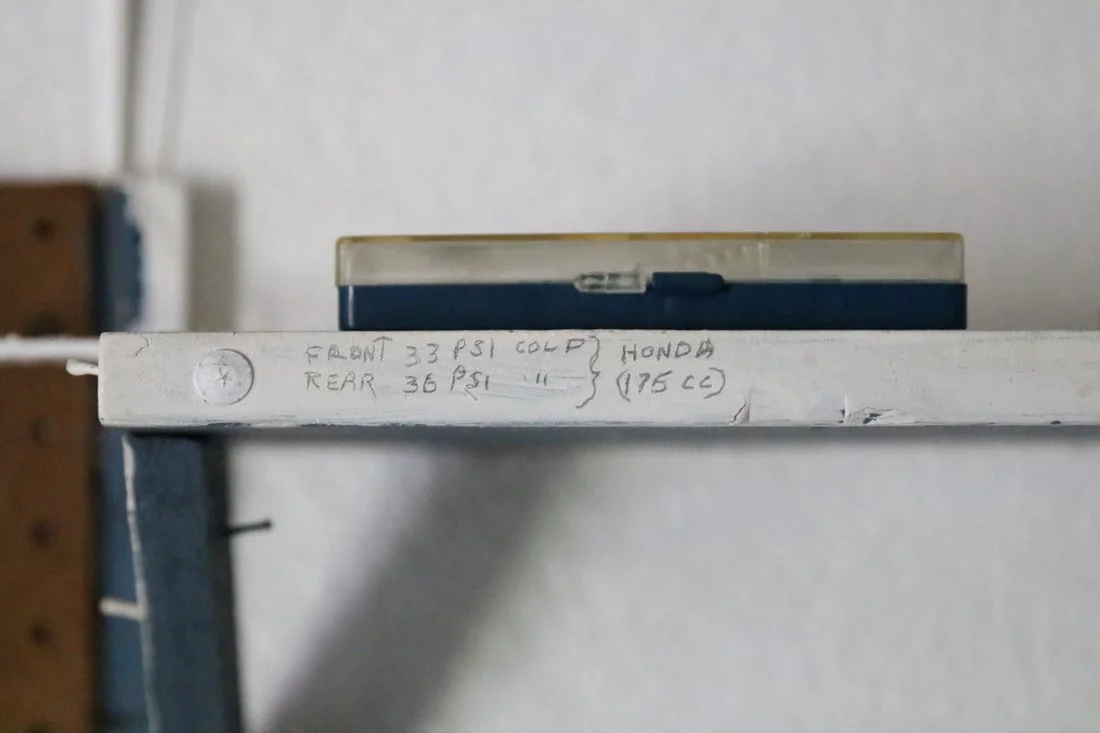 FRONT 33 PSI COLD } HONDA
REAR 36 PSI " } (175 CC)